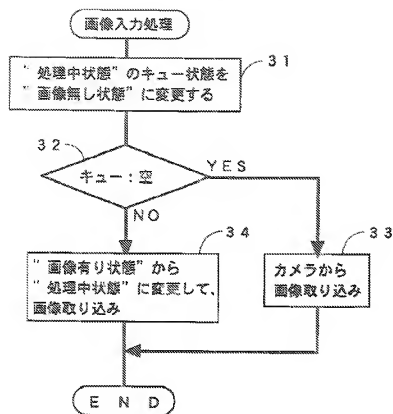 画像入力処理
31
“処理中状態”のキュー状態を
“画像無し状態”に変更する
32
キュー：空
YES
NO
34
“画像有り状態”から
“処理中状態”に変更して、
画像取り込み
33
カメラから
画像取り込み
END